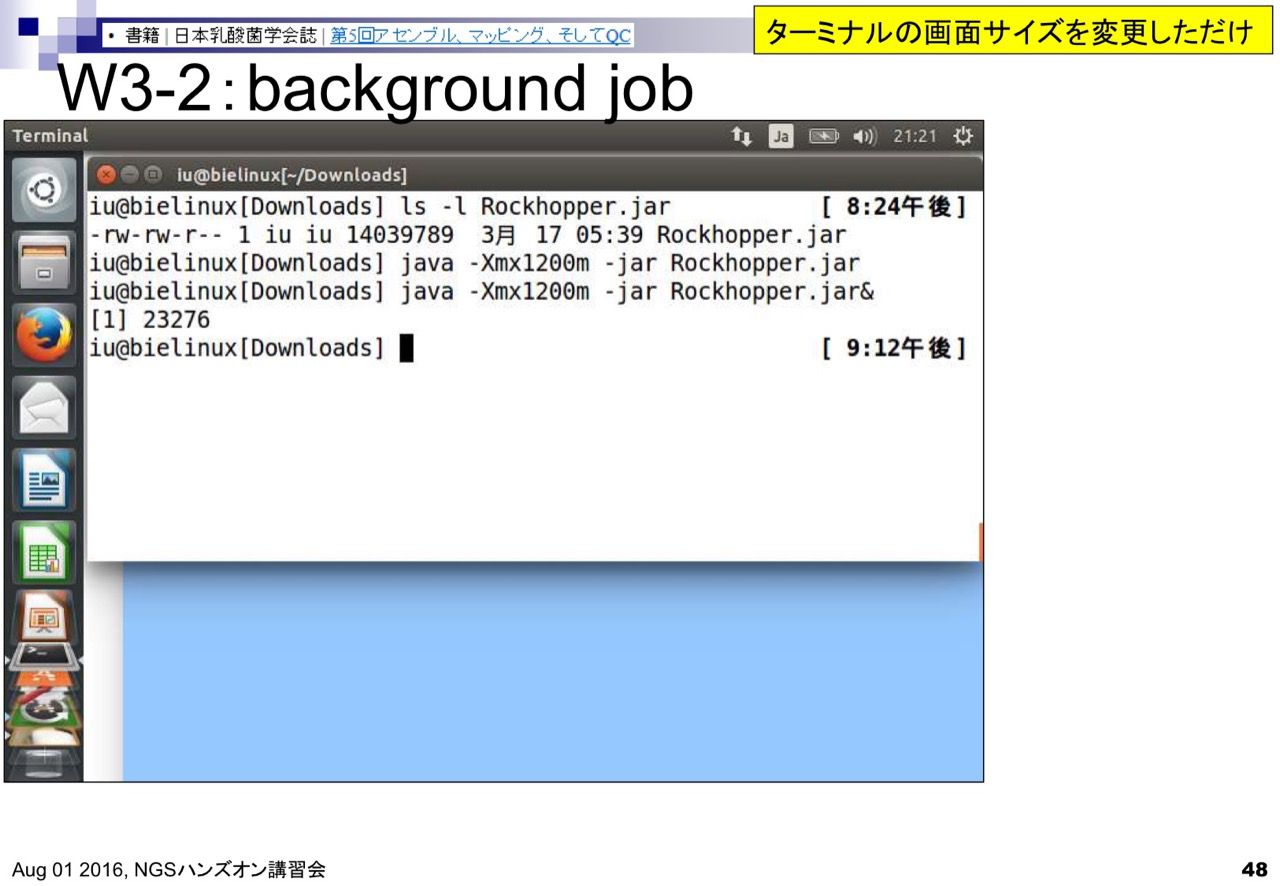 • 書籍 | 日本乳酸菌学会誌 | 第5回アセンブル、マッピング、そしてQC
ターミナルの画面サイズを変更しただけ
W3-2：background job
Terminal
Ja
21:21
iu@bielinux[~/Downloads]
iu@bielinux[Downloads] ls -l Rockhopper.jar [ 8:24午後]
-rw-rw-r-- 1 iu iu 14039789  3月 17 05:39 Rockhopper.jar
iu@bielinux[Downloads] java -Xmx1200m -jar Rockhopper.jar
iu@bielinux[Downloads] java -Xmx1200m -jar Rockhopper.jar&
[1] 23276
iu@bielinux[Downloads] [ 9:12午後]
Aug 01 2016, NGSハンズオン講習会
48